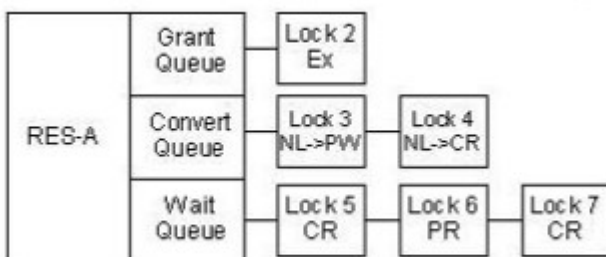 RES-A
Grant
Queue
Lock 2
Ex
Convert
Queue
Lock 3
NL->PW
Lock 4
NL->CR
Wait
Queue
Lock 5
CR
Lock 6
PR
Lock 7
CR